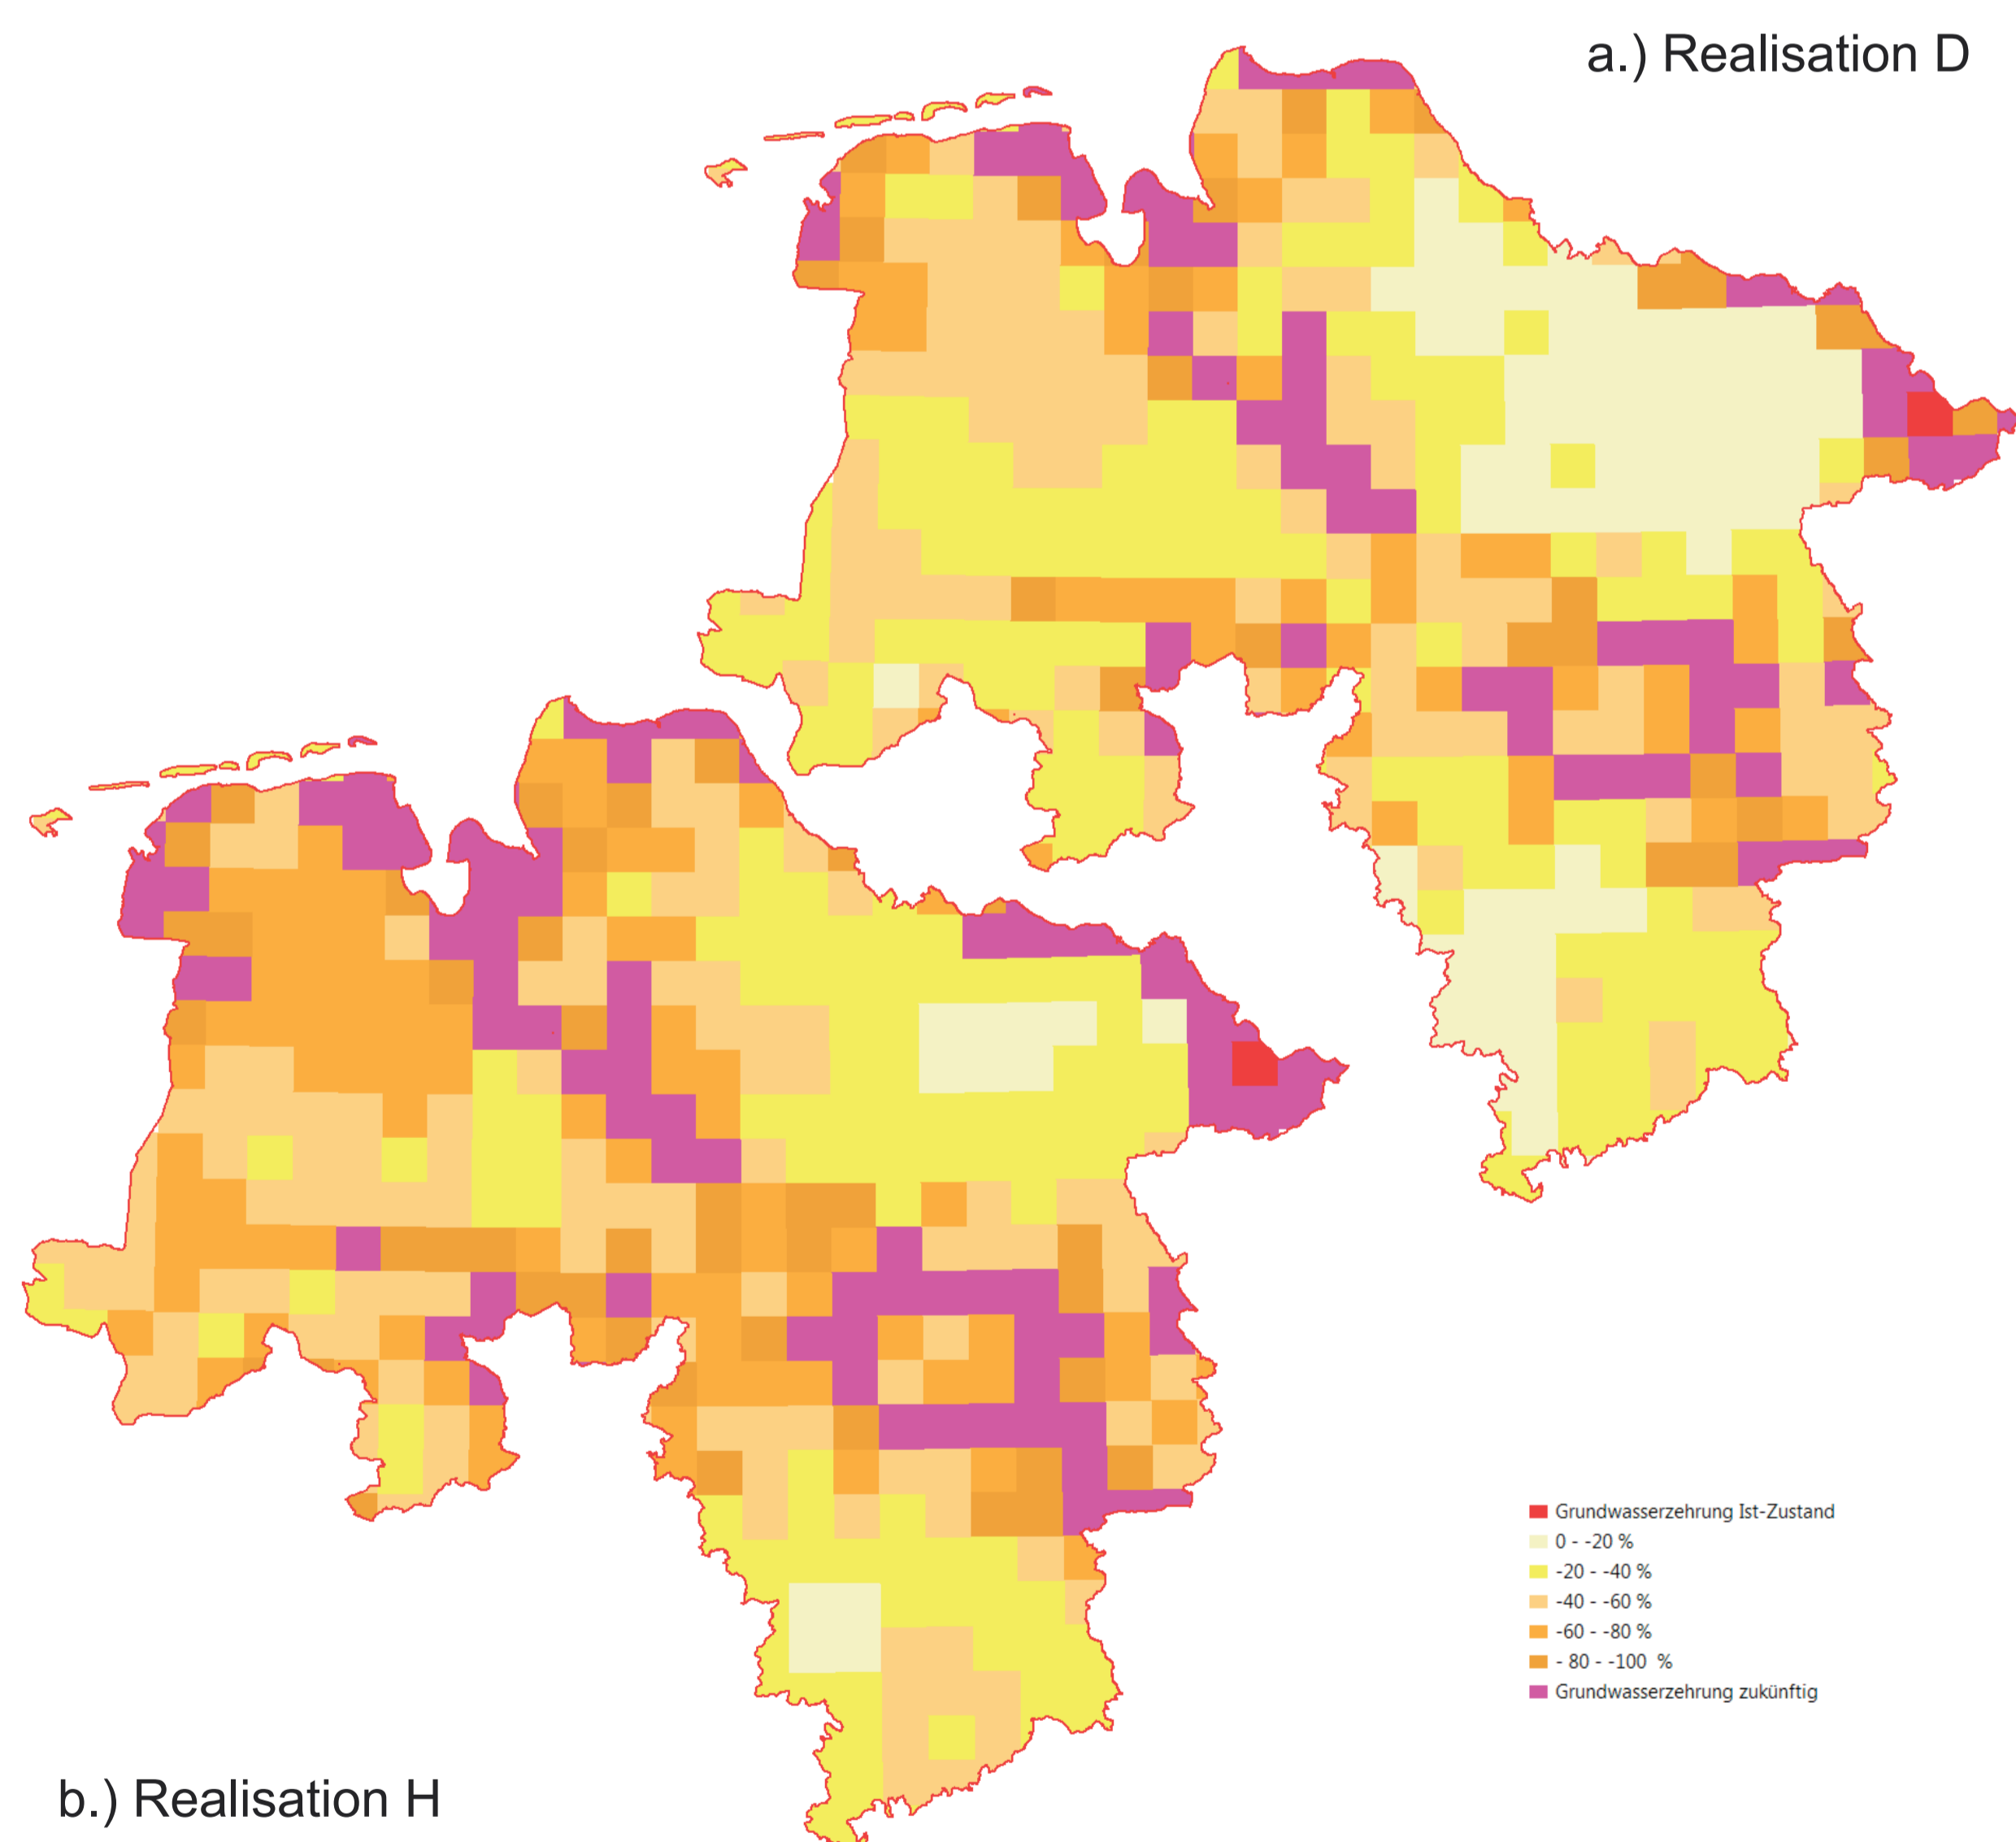 a.) Realisation D
Grundwasserzehrung Ist-Zustand
0 - -20 %
-20 - -40 %
-40 - -60 %
-60 - -80 %
- 80 - -100 %
Grundwasserzehrung zukünftig
b.) Realisation H